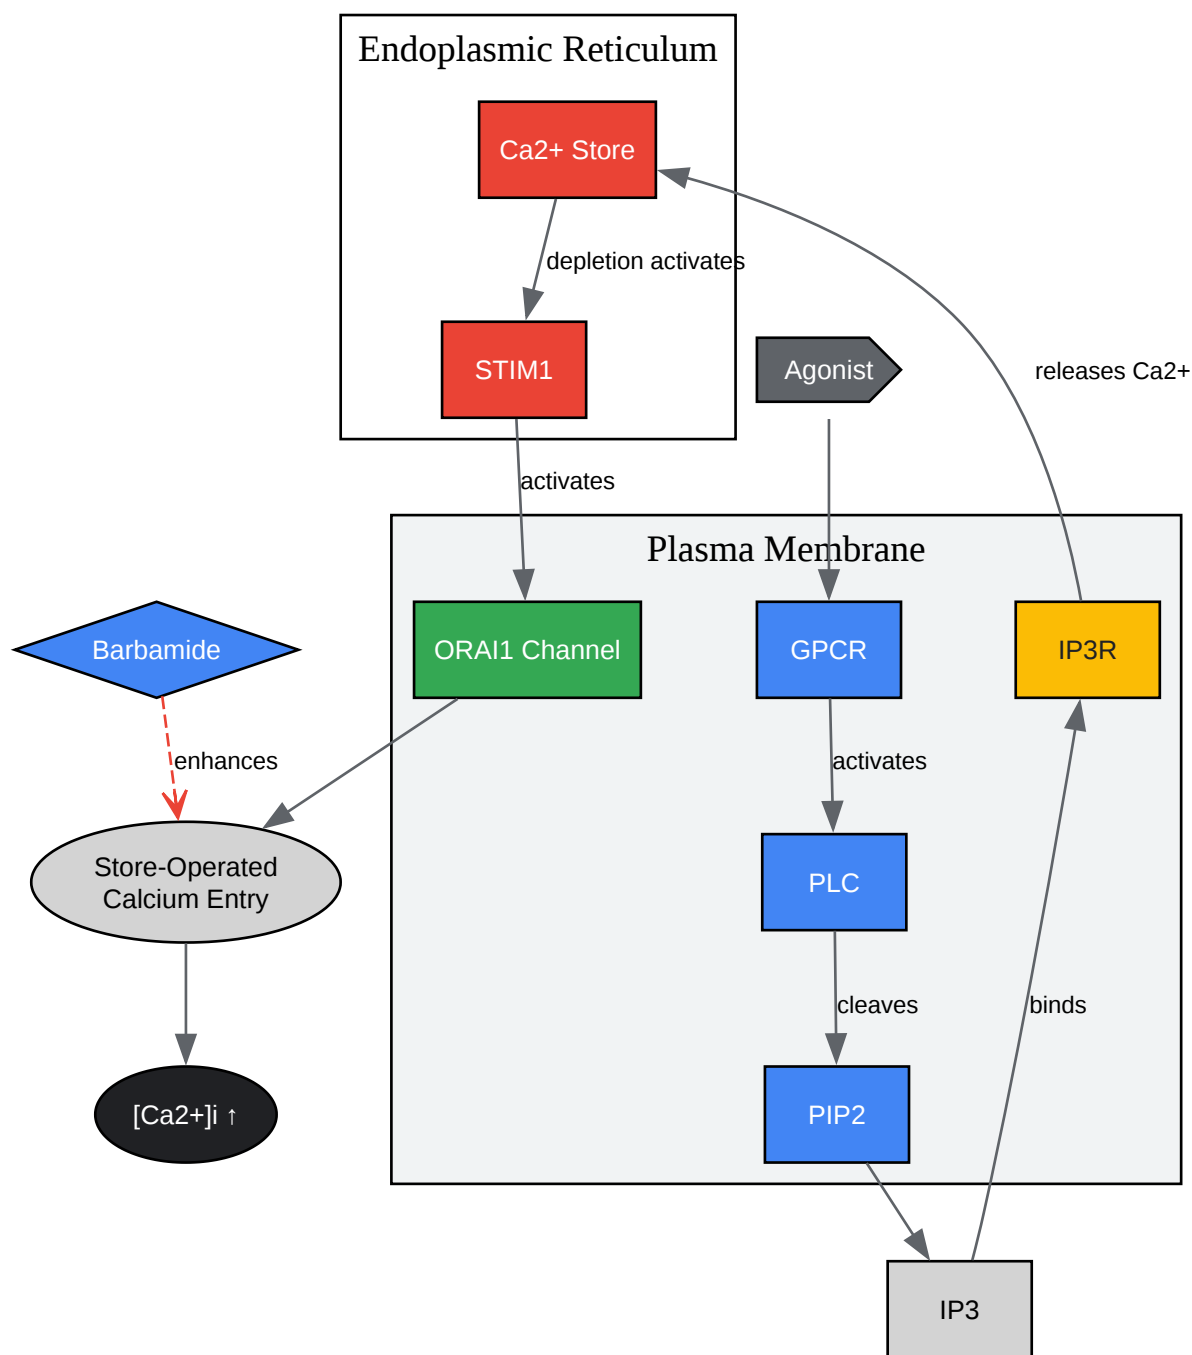 Endoplasmic Reticulum
Ca2+ Store
depletion activates
STIM1
Agonist
releases Ca2+
activates
Plasma Membrane
Barbamide
ORAI1 Channel
GPCR
IP3R
enhances
activates
Store-Operated
Calcium Entry
PLC
cleaves
binds
[Ca2+]i ↑
PIP2
IP3